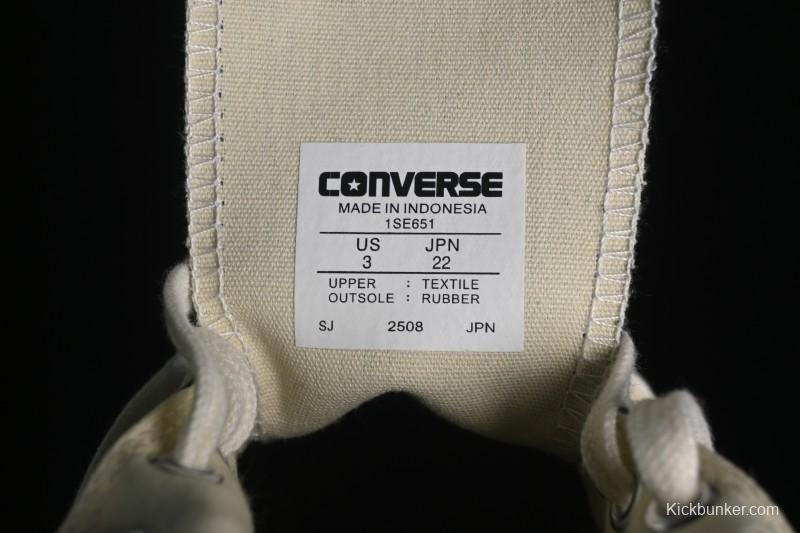 CONVERSE
MADE IN INDONESIA
1SE651
US JPN
3 22
UPPER : TEXTILE
OUTSOLE : RUBBER
SJ 2508 JPN
Kickbunker.com